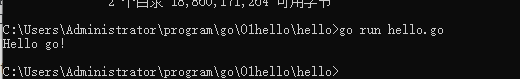 2 个目录 18,860,171,264 可用字节
C:\Users\Administrator\program\go\01hello\hello>go run hello.go
Hello go!
C:\Users\Administrator\program\go\01hello\hello>